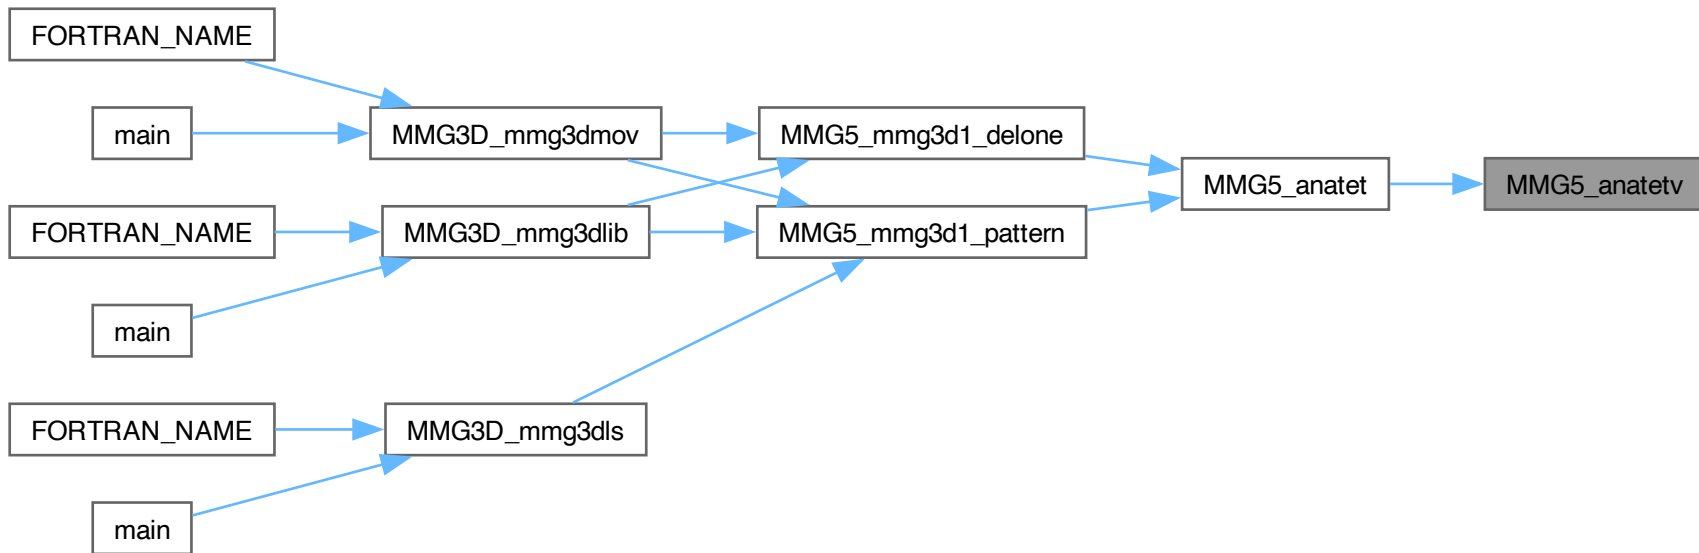 FORTRAN_NAME
main
MMG3D_mmg3dmov
MMG5_mmg3d1_delone
MMG5_anatet
MMG5_anatetv
FORTRAN_NAME
MMG3D_mmg3dlib
MMG5_mmg3d1_pattern
main
FORTRAN_NAME
MMG3D_mmg3dls
main